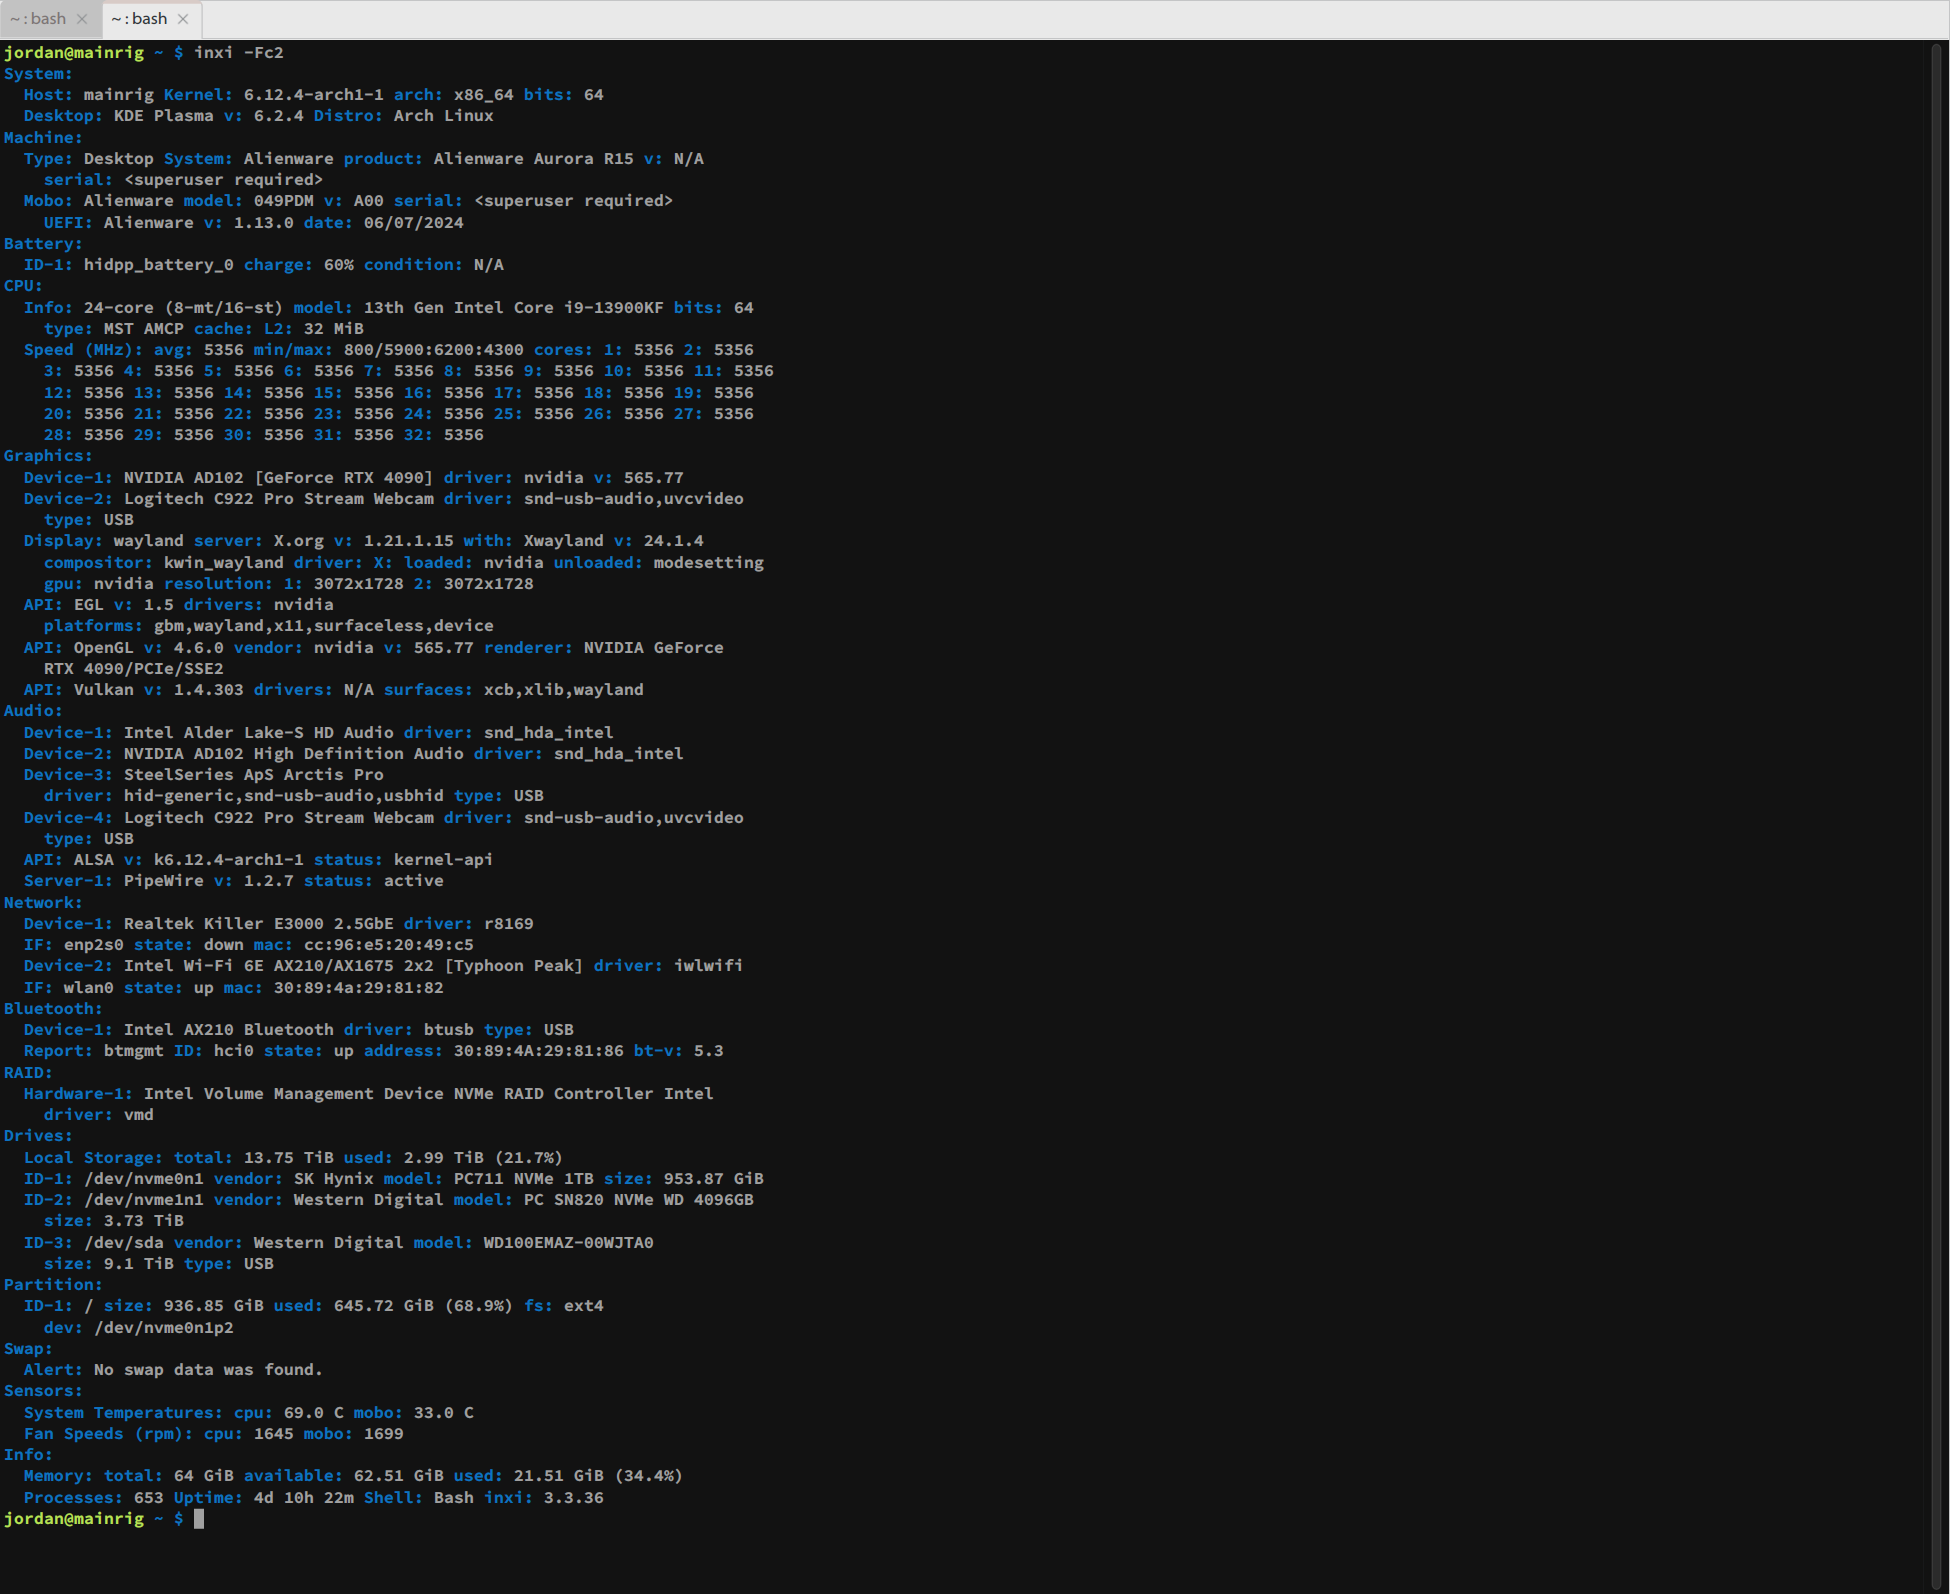 ~ : bash ×
~ : bash ×
jordan@mainrig ~ $ inxi -Fc2
System:
  Host: mainrig Kernel: 6.12.4-arch1-1 arch: x86_64 bits: 64
  Desktop: KDE Plasma v: 6.2.4 Distro: Arch Linux
Machine:
  Type: Desktop System: Alienware product: Alienware Aurora R15 v: N/A
    serial: <superuser required>
  Mobo: Alienware model: 049PDM v: A00 serial: <superuser required>
    UEFI: Alienware v: 1.13.0 date: 06/07/2024
Battery:
  ID-1: hidpp_battery_0 charge: 60% condition: N/A
CPU:
  Info: 24-core (8-mt/16-st) model: 13th Gen Intel Core i9-13900KF bits: 64
    type: MST AMCP cache: L2: 32 MiB
  Speed (MHz): avg: 5356 min/max: 800/5900:6200:4300 cores: 1: 5356 2: 5356
    3: 5356 4: 5356 5: 5356 6: 5356 7: 5356 8: 5356 9: 5356 10: 5356 11: 5356
    12: 5356 13: 5356 14: 5356 15: 5356 16: 5356 17: 5356 18: 5356 19: 5356
    20: 5356 21: 5356 22: 5356 23: 5356 24: 5356 25: 5356 26: 5356 27: 5356
    28: 5356 29: 5356 30: 5356 31: 5356 32: 5356
Graphics:
  Device-1: NVIDIA AD102 [GeForce RTX 4090] driver: nvidia v: 565.77
  Device-2: Logitech C922 Pro Stream Webcam driver: snd-usb-audio,uvcvideo
    type: USB
  Display: wayland server: X.org v: 1.21.1.15 with: Xwayland v: 24.1.4
    compositor: kwin_wayland driver: X: loaded: nvidia unloaded: modesetting
    gpu: nvidia resolution: 1: 3072x1728 2: 3072x1728
  API: EGL v: 1.5 drivers: nvidia
    platforms: gbm,wayland,x11,surfaceless,device
  API: OpenGL v: 4.6.0 vendor: nvidia v: 565.77 renderer: NVIDIA GeForce
    RTX 4090/PCIe/SSE2
  API: Vulkan v: 1.4.303 drivers: N/A surfaces: xcb,xlib,wayland
Audio:
  Device-1: Intel Alder Lake-S HD Audio driver: snd_hda_intel
  Device-2: NVIDIA AD102 High Definition Audio driver: snd_hda_intel
  Device-3: SteelSeries ApS Arctis Pro
    driver: hid-generic,snd-usb-audio,usbhid type: USB
  Device-4: Logitech C922 Pro Stream Webcam driver: snd-usb-audio,uvcvideo
    type: USB
  API: ALSA v: k6.12.4-arch1-1 status: kernel-api
  Server-1: PipeWire v: 1.2.7 status: active
Network:
  Device-1: Realtek Killer E3000 2.5GbE driver: r8169
  IF: enp2s0 state: down mac: cc:96:e5:20:49:c5
  Device-2: Intel Wi-Fi 6E AX210/AX1675 2x2 [Typhoon Peak] driver: iwlwifi
  IF: wlan0 state: up mac: 30:89:4a:29:81:82
Bluetooth:
  Device-1: Intel AX210 Bluetooth driver: btusb type: USB
  Report: btmgmt ID: hci0 state: up address: 30:89:4A:29:81:86 bt-v: 5.3
RAID:
  Hardware-1: Intel Volume Management Device NVMe RAID Controller Intel
    driver: vmd
Drives:
  Local Storage: total: 13.75 TiB used: 2.99 TiB (21.7%)
  ID-1: /dev/nvme0n1 vendor: SK Hynix model: PC711 NVMe 1TB size: 953.87 GiB
  ID-2: /dev/nvme1n1 vendor: Western Digital model: PC SN820 NVMe WD 4096GB
    size: 3.73 TiB
  ID-3: /dev/sda vendor: Western Digital model: WD100EMAZ-00WJTA0
    size: 9.1 TiB type: USB
Partition:
  ID-1: / size: 936.85 GiB used: 645.72 GiB (68.9%) fs: ext4
    dev: /dev/nvme0n1p2
Swap:
  Alert: No swap data was found.
Sensors:
  System Temperatures: cpu: 69.0 C mobo: 33.0 C
  Fan Speeds (rpm): cpu: 1645 mobo: 1699
Info:
  Memory: total: 64 GiB available: 62.51 GiB used: 21.51 GiB (34.4%)
  Processes: 653 Uptime: 4d 10h 22m Shell: Bash inxi: 3.3.36
jordan@mainrig ~ $